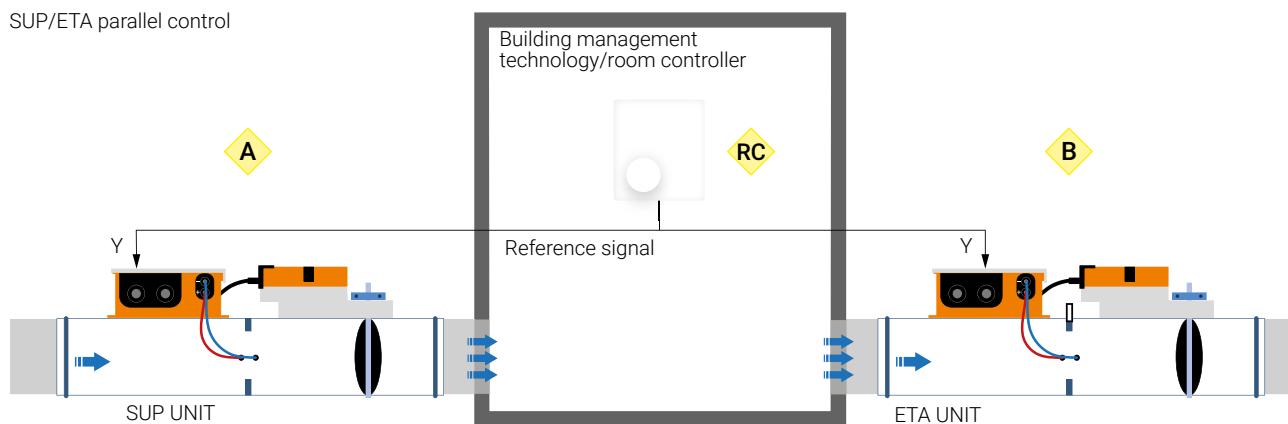 SUP/ETA parallel control
Building management
technology/room controller
A
RC
B
Y
Reference signal
Y
SUP UNIT
ETA UNIT